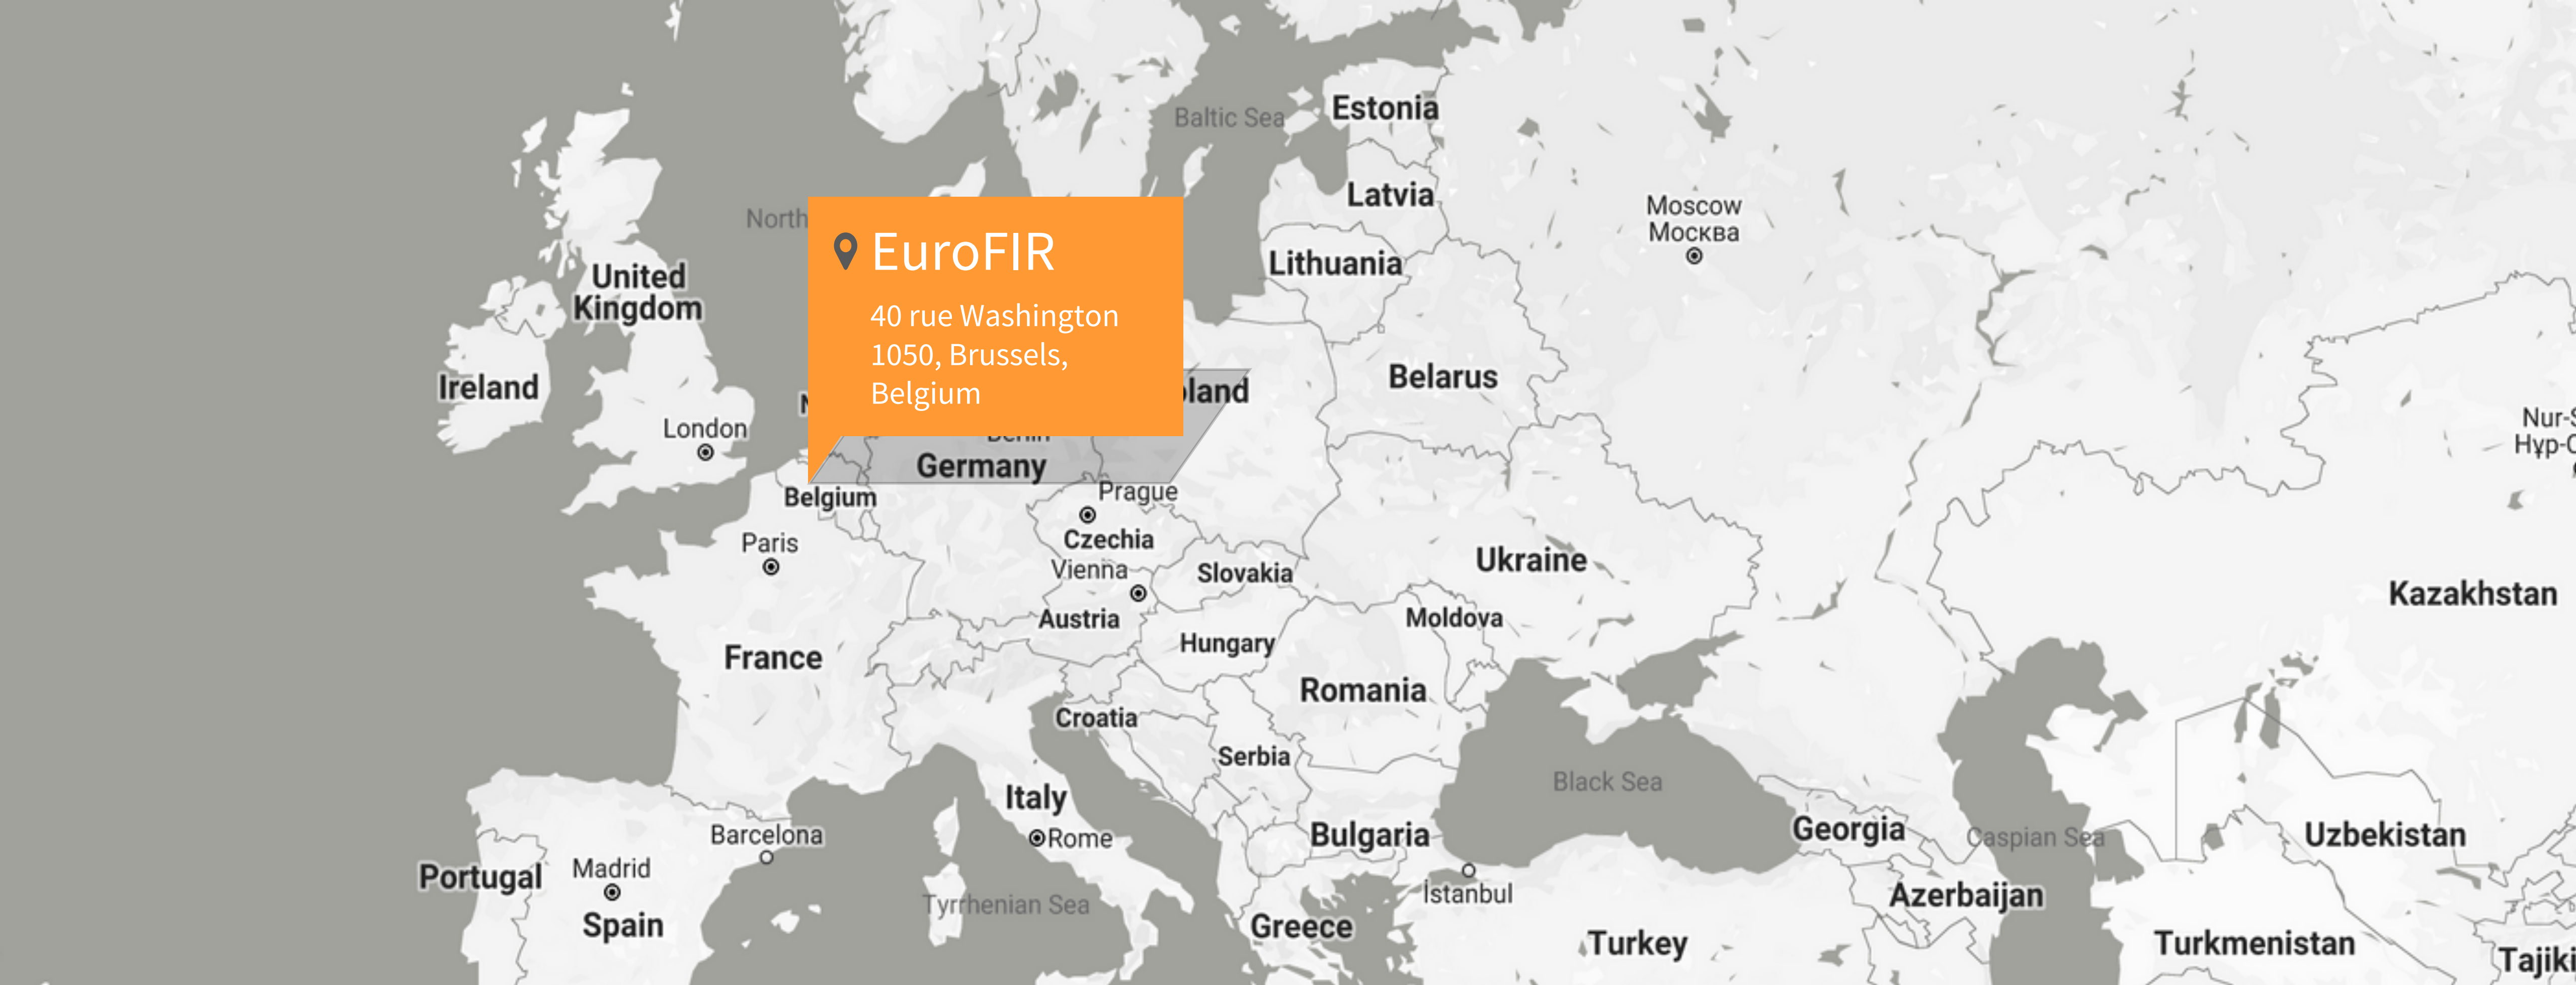 Baltic Sea
Estonia
Latvia
Moscow
Москва
North
EuroFIR
40 rue Washington
1050, Brussels,
Belgium
Lithuania
United
Kingdom
Ireland
Belarus
London
Berlin
Germany
Belgium
Prague
Czechia
Paris
Vienna
Slovakia
Ukraine
Austria
Moldova
Kazakhstan
Hungary
France
Romania
Croatia
Serbia
Black Sea
Italy
Rome
Barcelona
Bulgaria
Georgia
Caspian Sea
Uzbekistan
Portugal
Madrid
Spain
Tyrrhenian Sea
İstanbul
Azerbaijan
Greece
Turkey
Turkmenistan